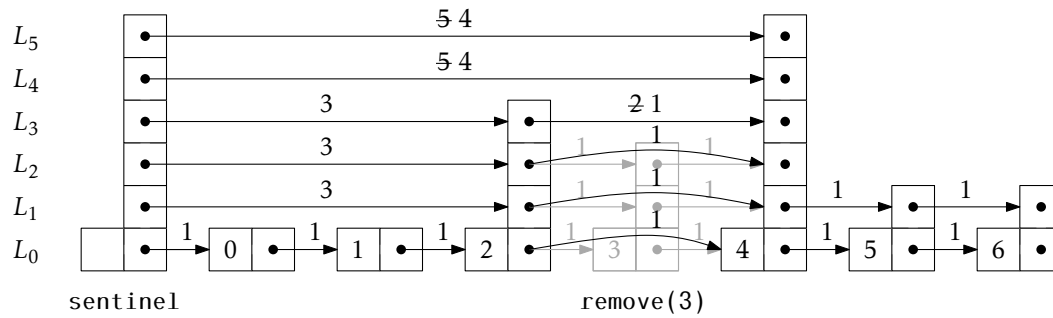 L5 5 4
L4 5 4
L3 3 2 1
L2 3 1 1 1
L1 3 1 1 1 1 1
L0 1 1 1 1 1 1 1 1
0 1 2 3 4 5 6
sentinel remove(3)